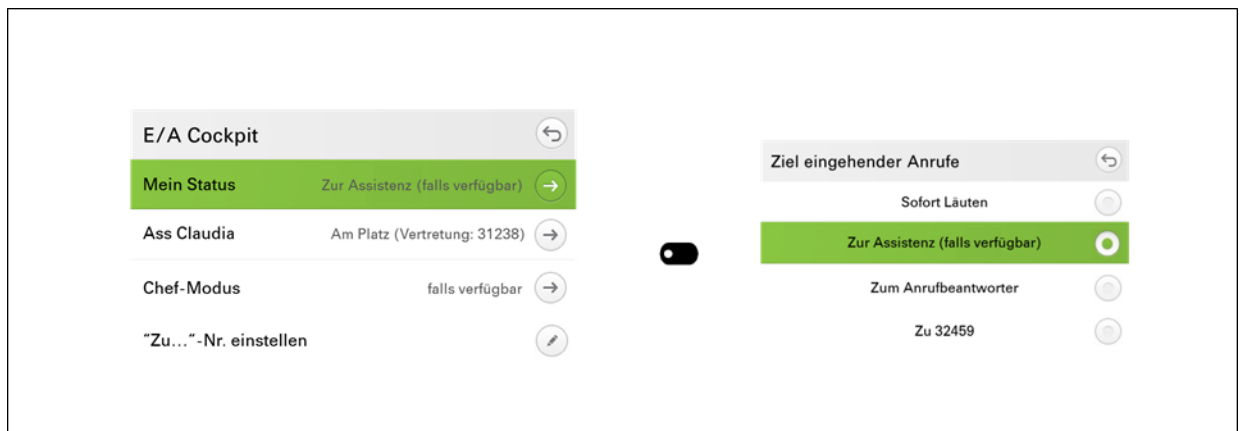 E/A Cockpit
Mein Status Zur Assistenz (falls verfügbar)
Ass Claudia Am Platz (Vertretung: 31238)
Chef-Modus falls verfügbar
“Zu...“-Nr. einstellen
Ziel eingehender Anrufe
Sofort Läuten
Zur Assistenz (falls verfügbar)
Zum Anrufbeantworter
Zu 32459